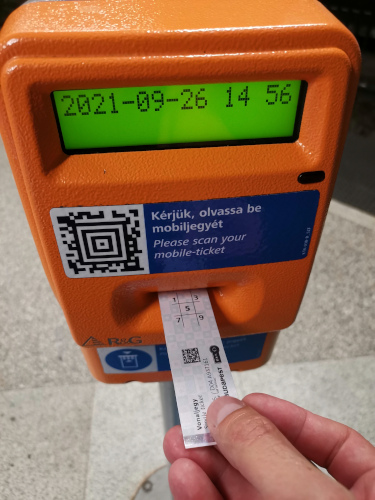 2021-09-26 14 56
Kérjük, olvassa be
mobiljegyét
Please scan your
mobile-ticket
1 3
5
7 9
R&G
Vonaljegy
BUDAPEST